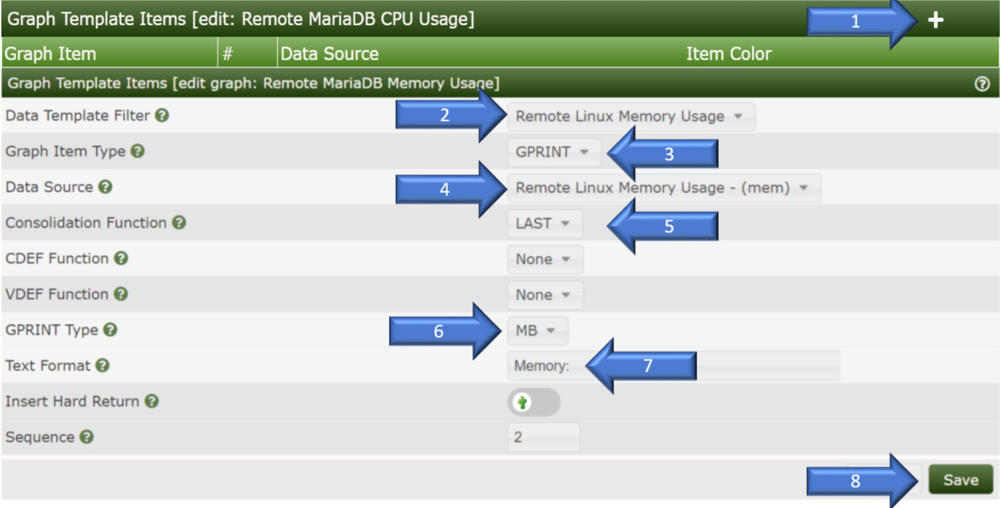 Graph Template Items [edit: Remote MariaDB CPU Usage] 1 +
Graph Item # Data Source Item Color
Graph Template Items [edit graph: Remote MariaDB Memory Usage] ?
Data Template Filter ? 2 Remote Linux Memory Usage
Graph Item Type ? GPRINT 3
Data Source ? 4 Remote Linux Memory Usage - (mem)
Consolidation Function ? LAST 5
CDEF Function ? None
VDEF Function ? None
GPRINT Type ? 6 MB
Text Format ? Memory: 7
Insert Hard Return ?
Sequence ? 2
8 Save